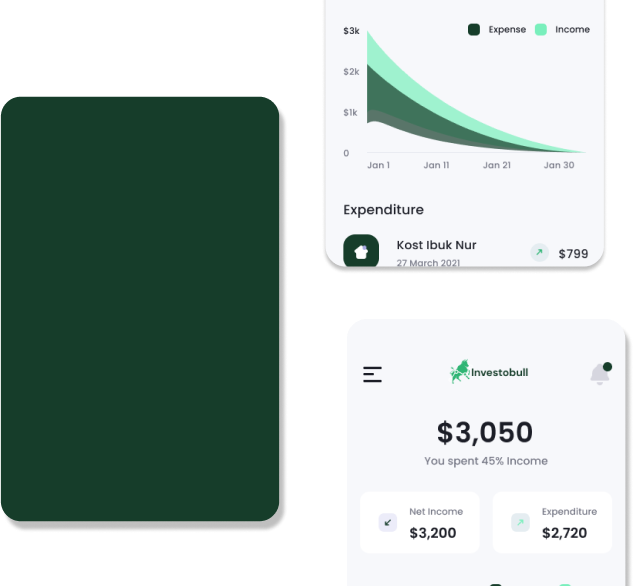 $3k
Expense
Income
$2k
$1k
0
Jan 1
Jan 11
Jan 21
Jan 30
Expenditure
Kost Ibuk Nur
27 March 2021
$799
Investobull
$3,050
You spent 45% Income
Net Income
$3,200
Expenditure
$2,720